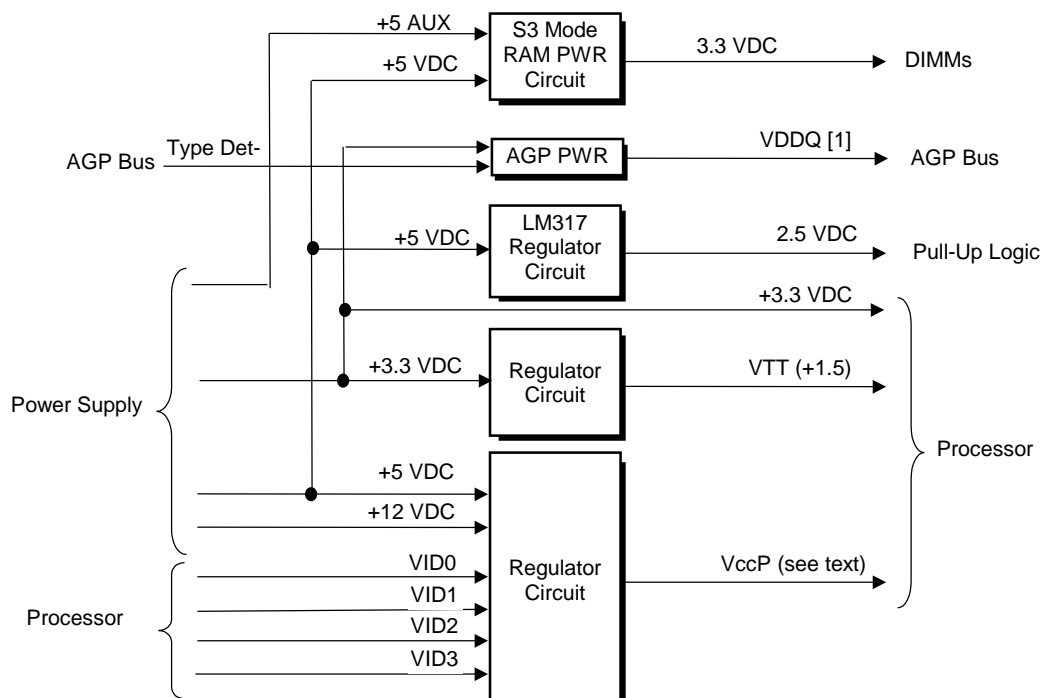 +5 AUX
+5 VDC
S3 Mode
RAM PWR
Circuit
3.3 VDC
DIMMs
AGP Bus
Type Det-
AGP PWR
VDDQ [1]
AGP Bus
+5 VDC
LM317
Regulator
Circuit
2.5 VDC
Pull-Up Logic
+3.3 VDC
+3.3 VDC
Regulator
Circuit
VTT (+1.5)
Power Supply
Processor
+5 VDC
+12 VDC
Regulator
Circuit
VccP (see text)
Processor
VID0
VID1
VID2
VID3